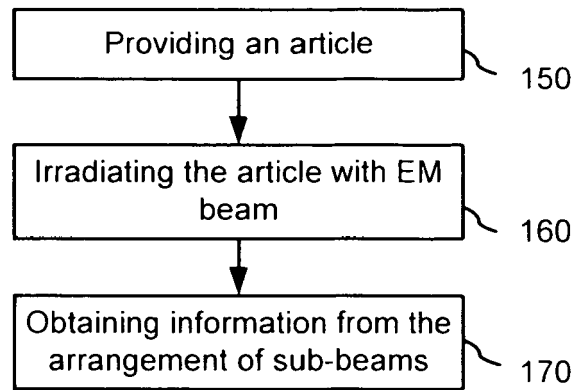 Providing an article
150
Irradiating the article with EM
beam
160
Obtaining information from the
arrangement of sub-beams
170